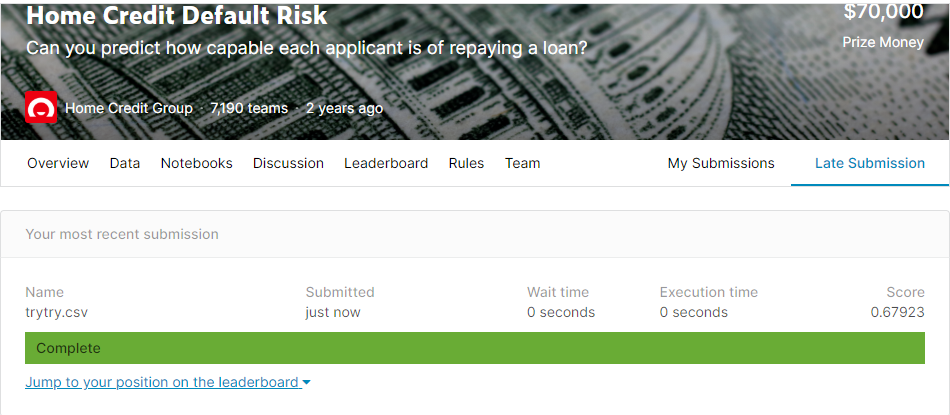 Home Credit Default Risk
$70,000
Can you predict how capable each applicant is of repaying a loan?
Prize Money
Home Credit Group · 7,190 teams · 2 years ago
Overview Data Notebooks Discussion Leaderboard Rules Team My Submissions Late Submission
Your most recent submission
Name Submitted Wait time Execution time Score
trytry.csv just now 0 seconds 0 seconds 0.67923
Complete
Jump to your position on the leaderboard